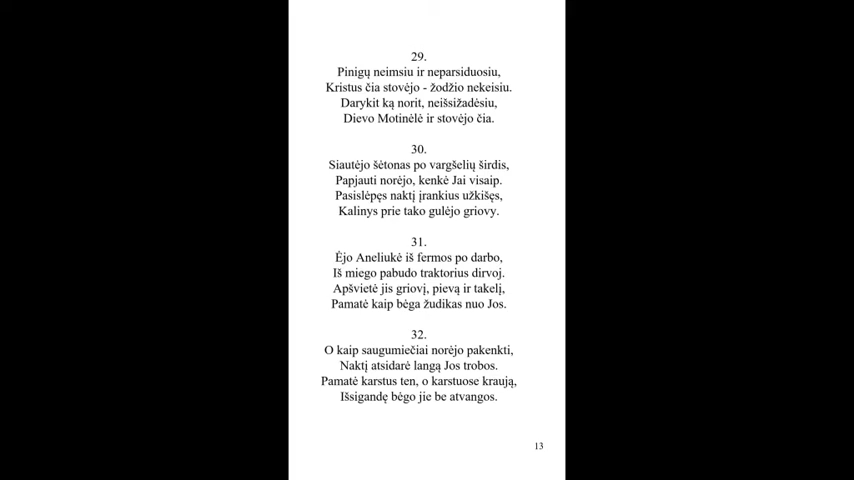 29.
Pinigų neimsiu ir neparsiduosiu,
Kristus čia stovėjo - žodžio nekeisiu.
Darykit ką norit, neišsižadėsiu,
Dievo Motinėlė ir stovėjo čia.
30.
Siautėjo šėtonas po vargšelių širdis,
Papjauti norėjo, kenkė Jai visaip.
Pasislėpęs naktį įrankius užkišęs,
Kalinys prie tako gulėjo griovy.
31.
Ėjo Aneliukė iš fermos po darbo,
Iš miego pabudo traktorius dirvoj.
Apšvietė jis griovį, pievą ir takelį,
Pamatė kaip bėga žudikas nuo Jos.
32.
O kaip saugumiečiai norėjo pakenkti,
Naktį atsidarė langą Jos trobos.
Pamatė karstus ten, o karstuose kraują,
Išsigandę bėgo jie be atvangos.
13